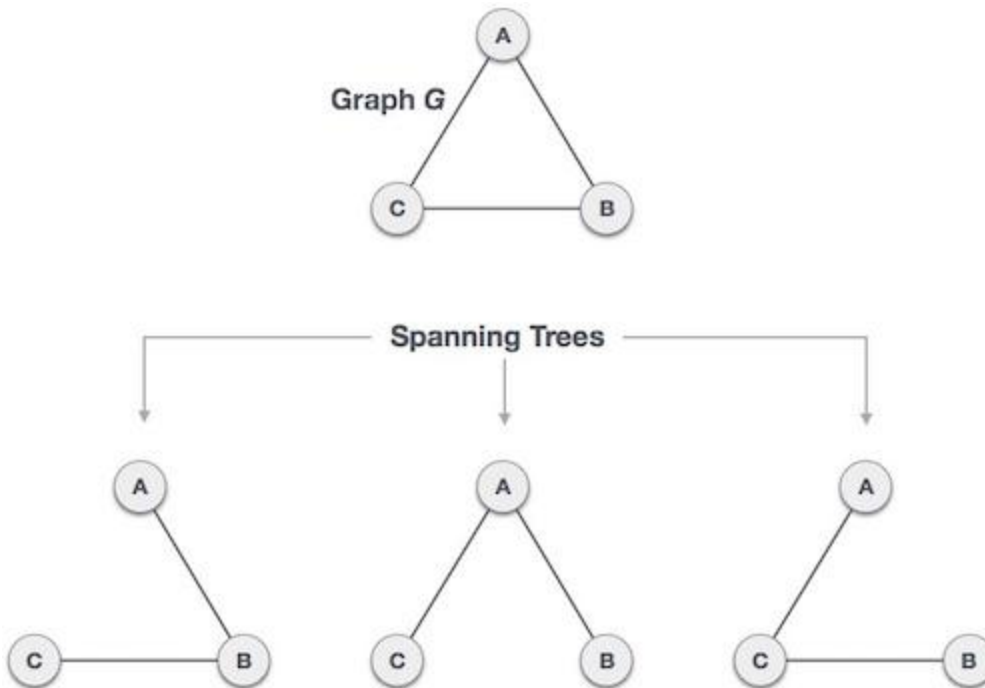 A
Graph G
C B
Spanning Trees
A A A
C B C B C B